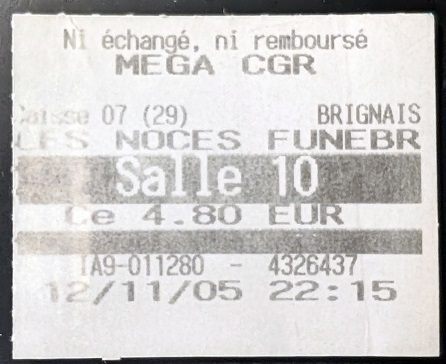 Ni échangé, ni remboursé
MEGA CGR
Caisse 07 (29) BRIGNAIS
LES NOCES FUNEBR
Salle 10
Ce 4.80 EUR
IA9-011280 - 4326437
12/11/05 22:15